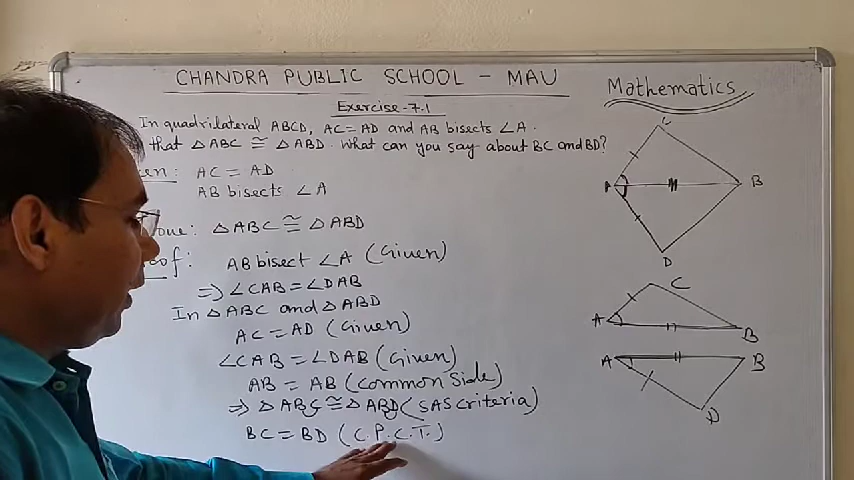 CHANDRA PUBLIC SCHOOL - MAU
Mathematics
Exercise-7.1
In quadrilateral ABCD, AC=AD and AB bisects ∠A.
that △ABC ≅ △ABD. What can you say about BC and BD?
AC = AD
AB bisects ∠A
△ABC ≅ △ABD
AB bisect ∠A (Given)
⇒ ∠CAB = ∠DAB
In △ABC and △ABD
AC = AD (Given)
∠CAB = ∠DAB (Given)
AB = AB (Common Side)
⇒ △ABC ≅ △ABD (SAS criteria)
BC = BD (C.P.C.T.)
C
A
B
D
C
A
B
A
B
D